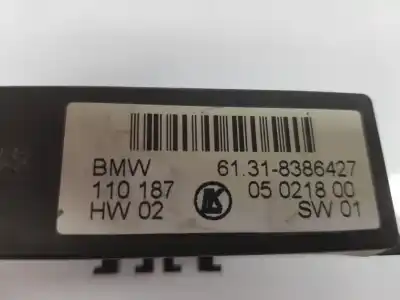 BMW 61.31-8386427
110 187 05 0218 00
HW 02 SW 01